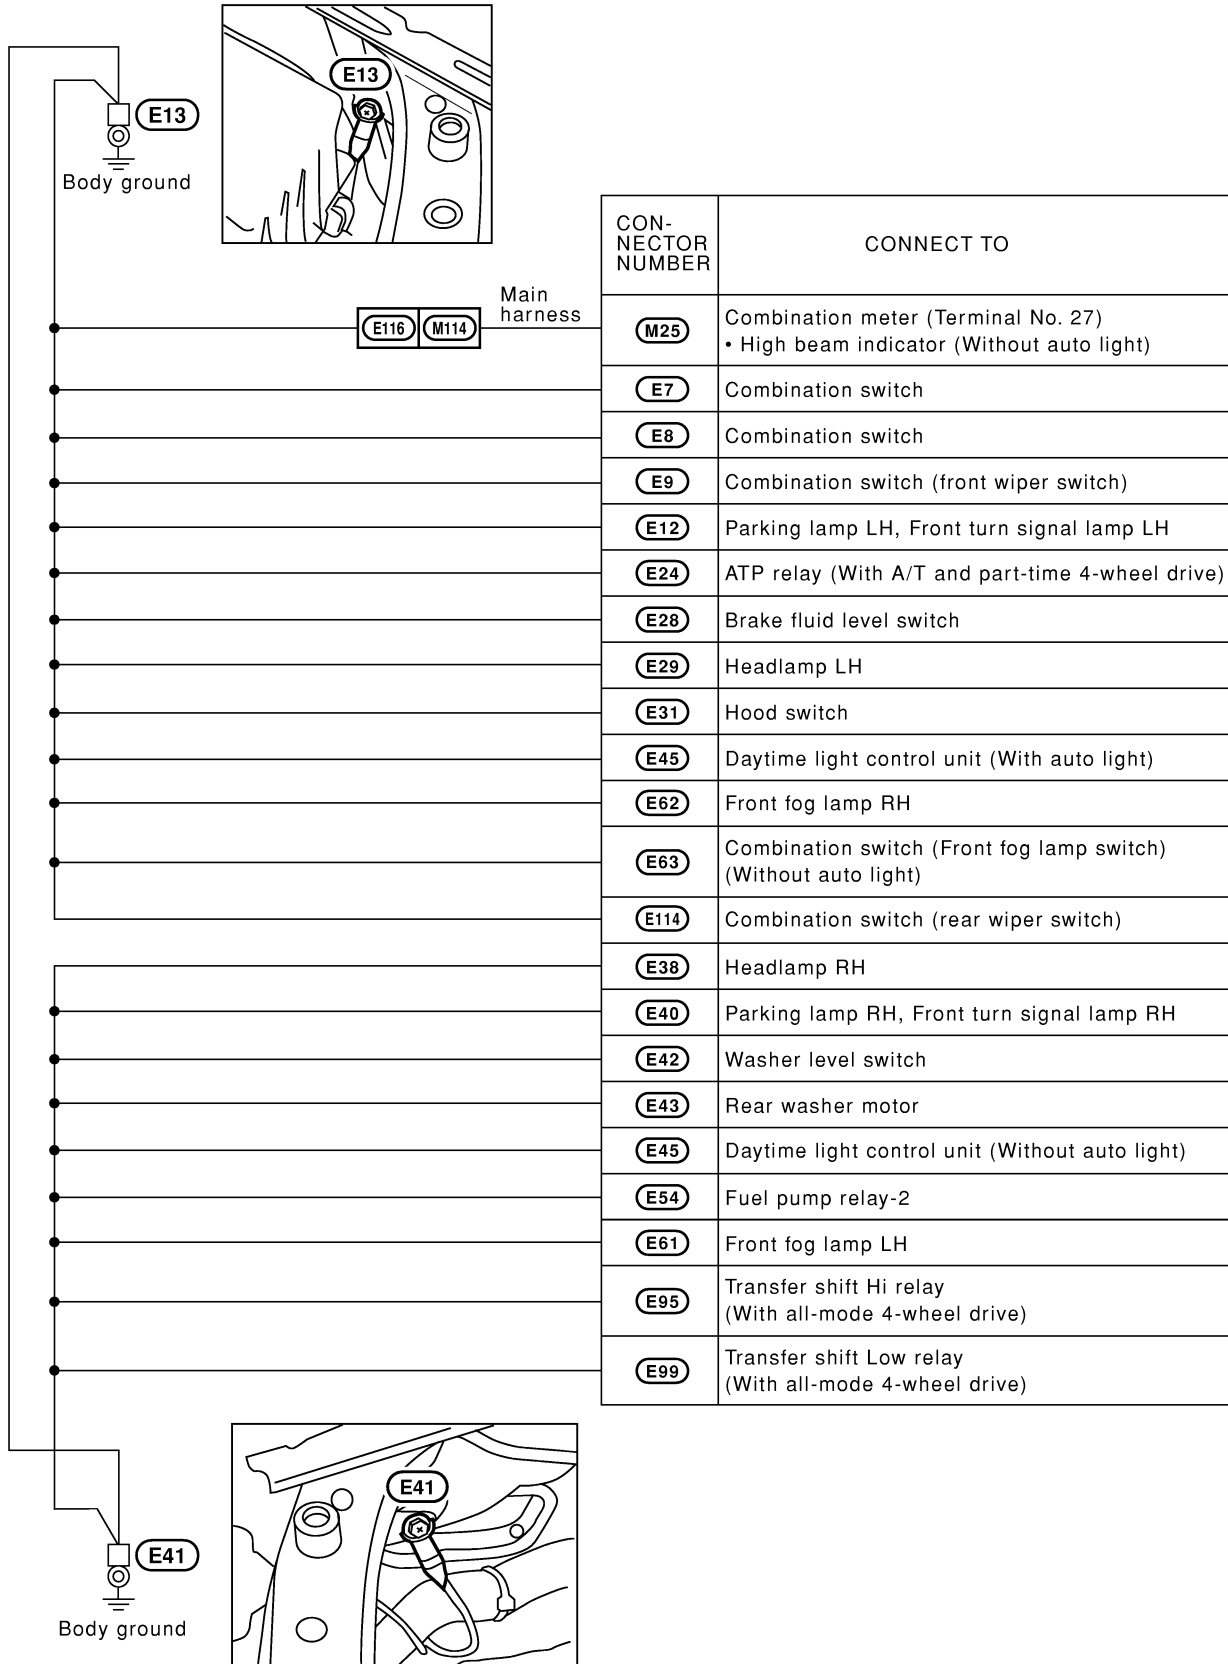 E13
E13
Body ground
CON-
NECTOR
NUMBER
CONNECT TO
Main
harness
E116 M114
M25
Combination meter (Terminal No. 27)
• High beam indicator (Without auto light)
E7 Combination switch
E8 Combination switch
E9 Combination switch (front wiper switch)
E12 Parking lamp LH, Front turn signal lamp LH
E24 ATP relay (With A/T and part-time 4-wheel drive)
E28 Brake fluid level switch
E29 Headlamp LH
E31 Hood switch
E45 Daytime light control unit (With auto light)
E62 Front fog lamp RH
E63
Combination switch (Front fog lamp switch)
(Without auto light)
E114 Combination switch (rear wiper switch)
E38 Headlamp RH
E40 Parking lamp RH, Front turn signal lamp RH
E42 Washer level switch
E43 Rear washer motor
E45 Daytime light control unit (Without auto light)
E54 Fuel pump relay-2
E61 Front fog lamp LH
E95
Transfer shift Hi relay
(With all-mode 4-wheel drive)
E99
Transfer shift Low relay
(With all-mode 4-wheel drive)
E41
E41
Body ground